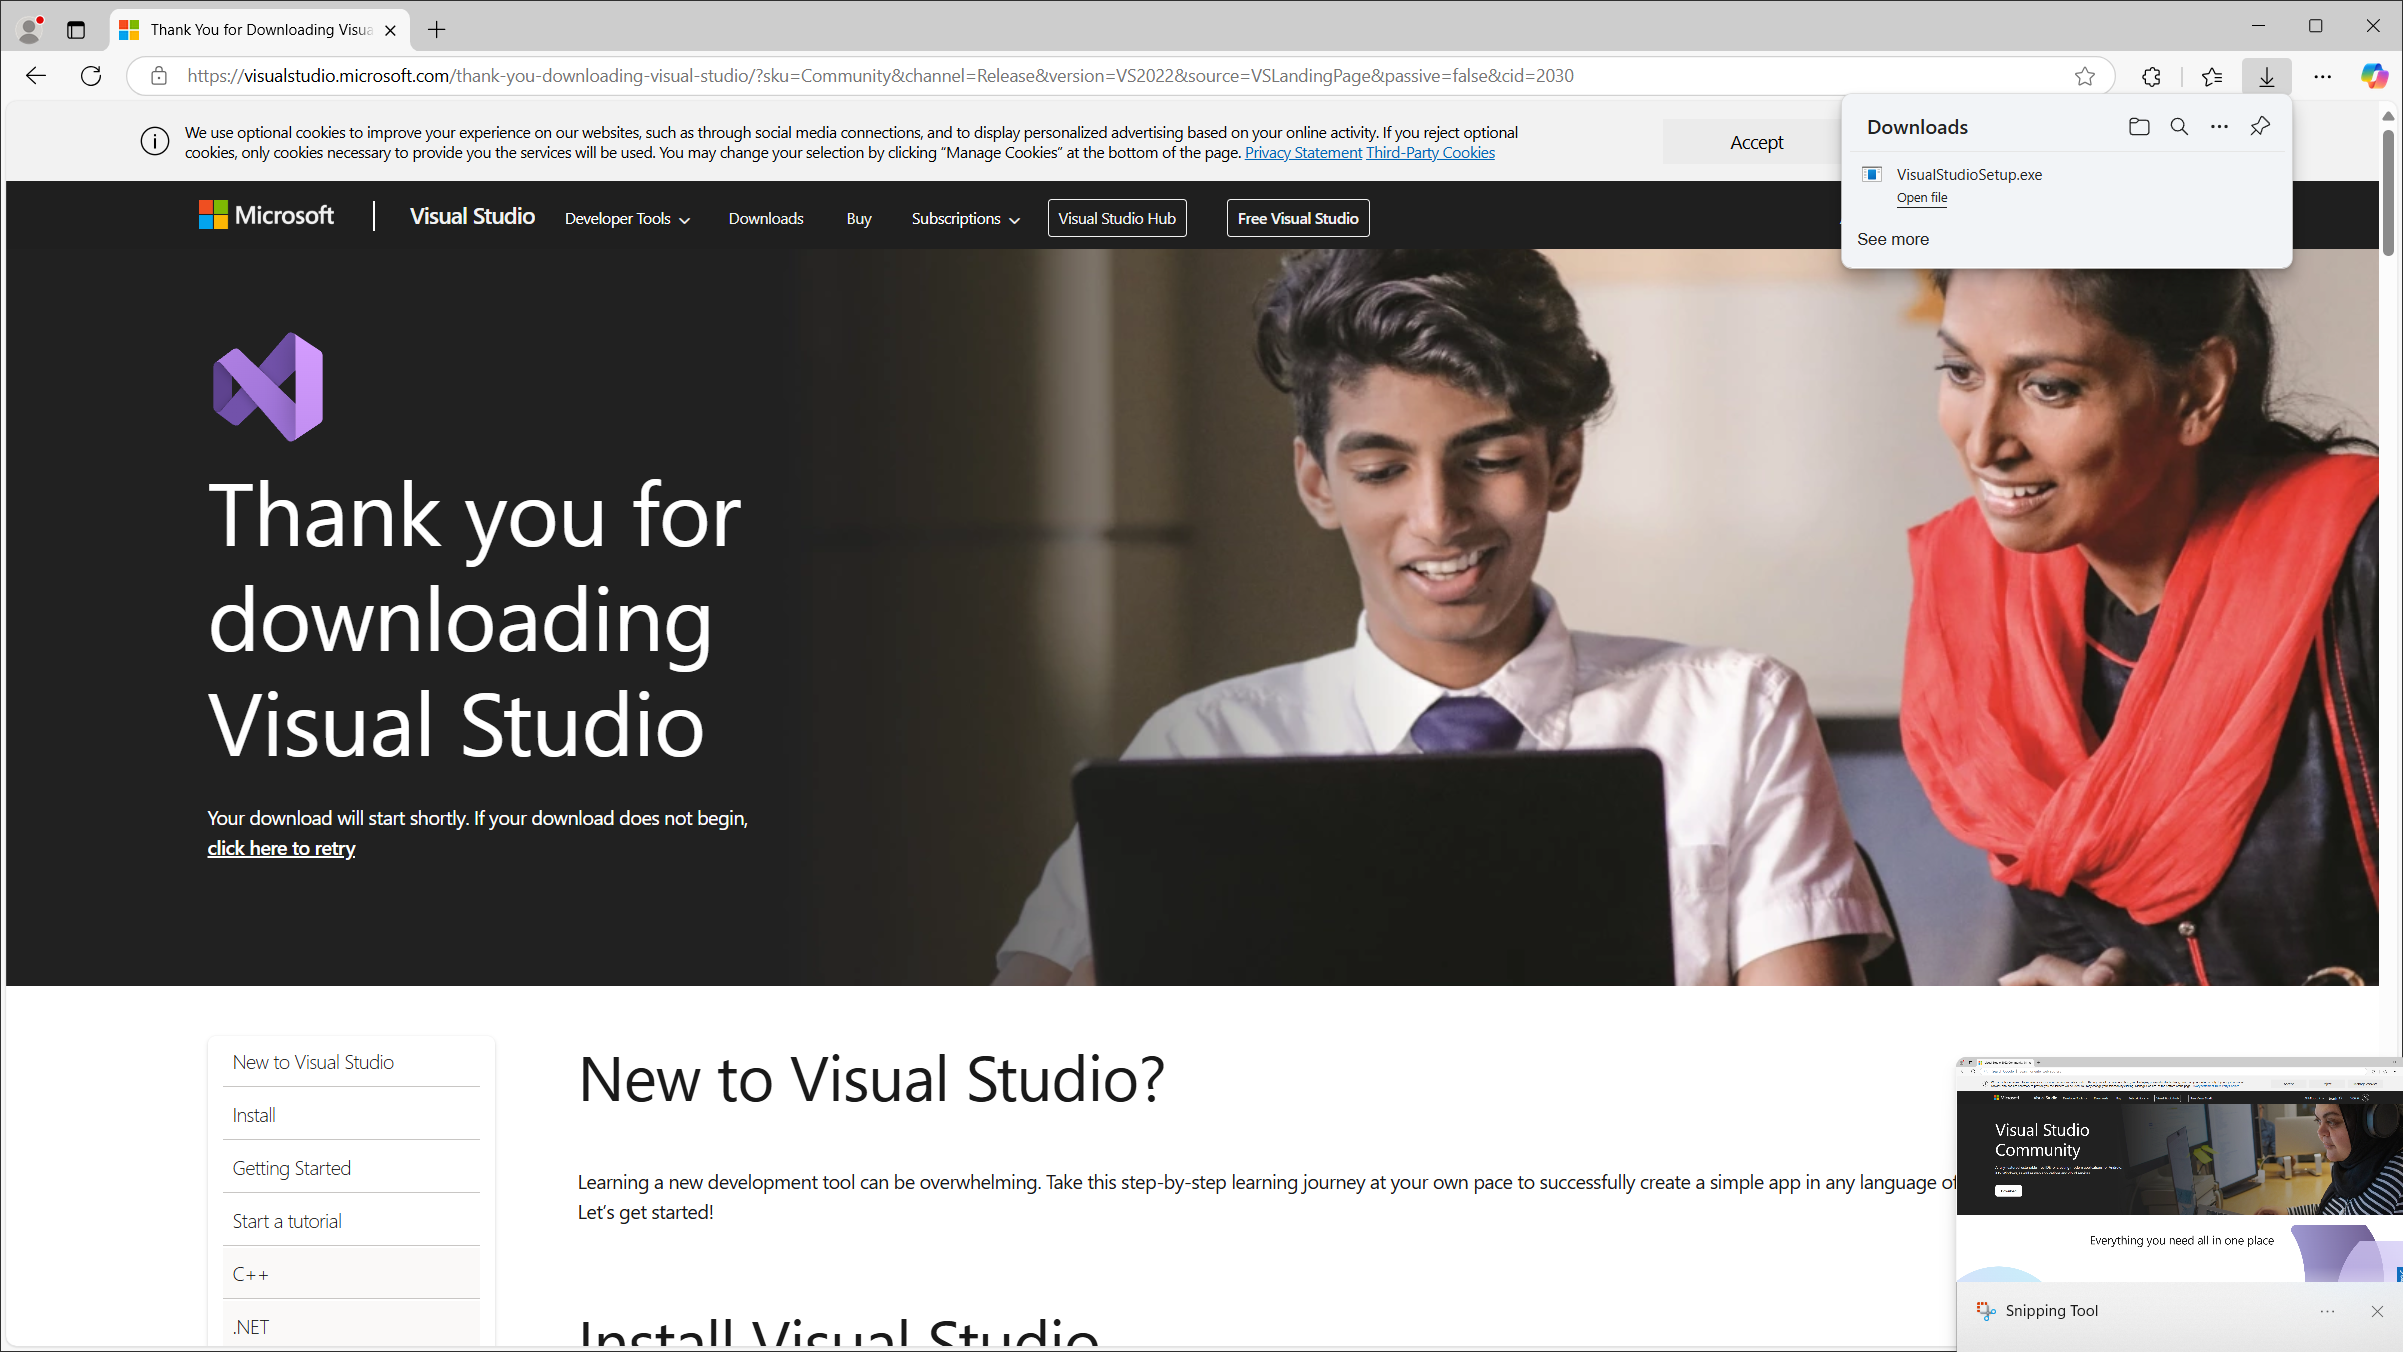 Thank You for Downloading Visua
https://visualstudio.microsoft.com/thank-you-downloading-visual-studio/?sku=Community&channel=Release&version=VS2022&source=VSLandingPage&passive=false&cid=2030
We use optional cookies to improve your experience on our websites, such as through social media connections, and to display personalized advertising based on your online activity. If you reject optional
cookies, only cookies necessary to provide you the services will be used. You may change your selection by clicking “Manage Cookies” at the bottom of the page. Privacy Statement Third-Party Cookies
Accept
Downloads
VisualStudioSetup.exe
Open file
See more
Microsoft
Visual Studio
Developer Tools
Downloads
Buy
Subscriptions
Visual Studio Hub
Free Visual Studio
Thank you for
downloading
Visual Studio
Your download will start shortly. If your download does not begin,
click here to retry
New to Visual Studio
Install
Getting Started
Start a tutorial
C++
.NET
New to Visual Studio?
Learning a new development tool can be overwhelming. Take this step-by-step learning journey at your own pace to successfully create a simple app in any language of
Let’s get started!
Install Visual Studio
Visual Studio
Community
Everything you need all in one place
Snipping Tool